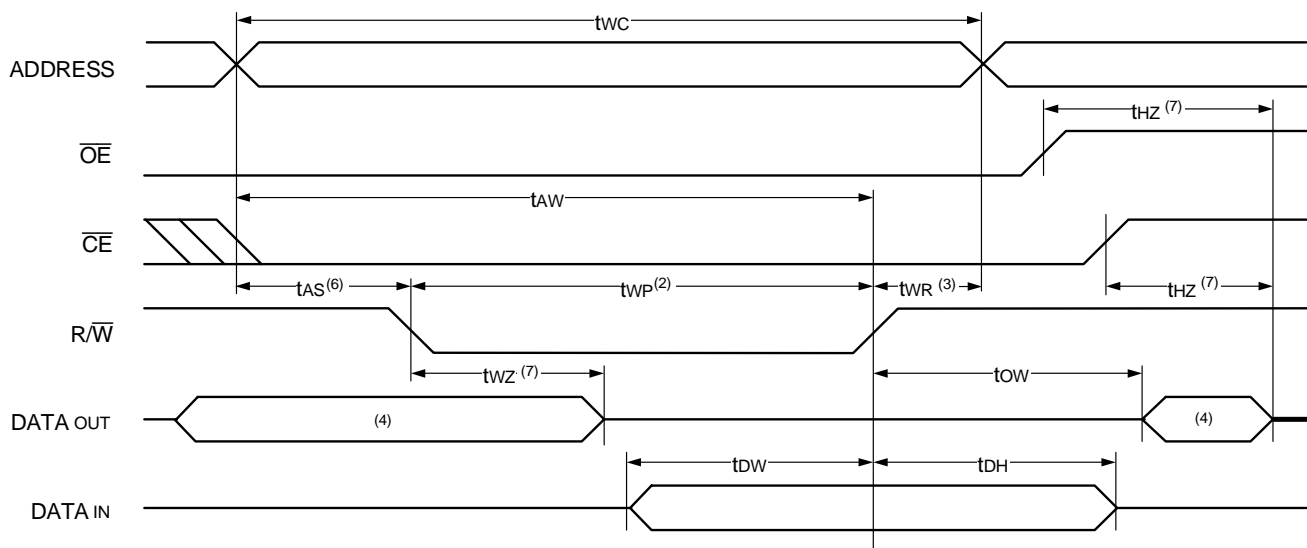 tWC
ADDRESS
tHZ (7)
OE
tAW
CE
tAS(6)
tWP(2)
tWR (3)
tHZ (7)
R/W
tWZ (7)
tOW
DATA OUT
(4)
(4)
tDW
tDH
DATA IN